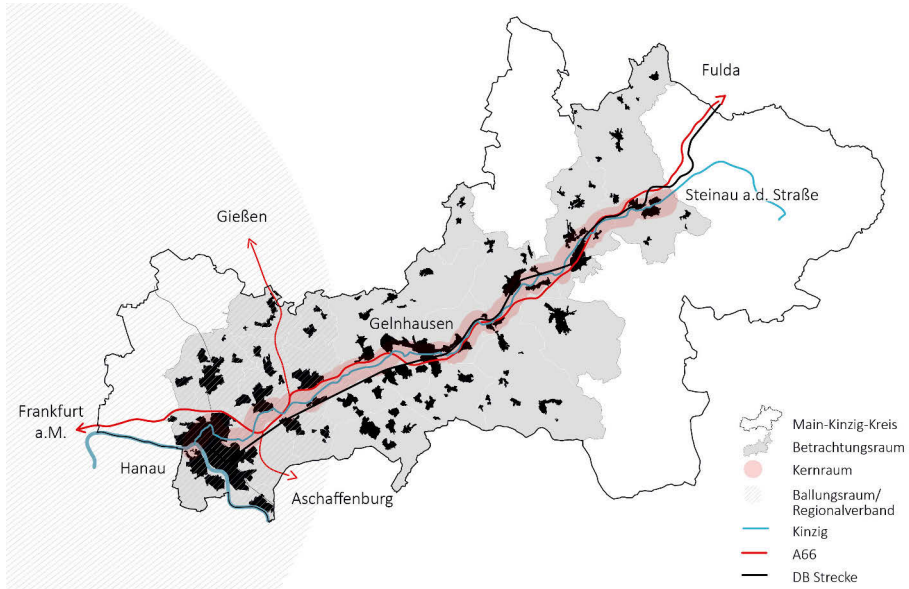 Fulda
Steinau a.d. Straße
Gießen
Gelnhausen
Frankfurt
a.M.
Hanau
Aschaffenburg
Main-Kinzig-Kreis
Betrachtungsraum
Kernraum
Ballungsraum/
Regionalverband
Kinzig
A66
DB Strecke